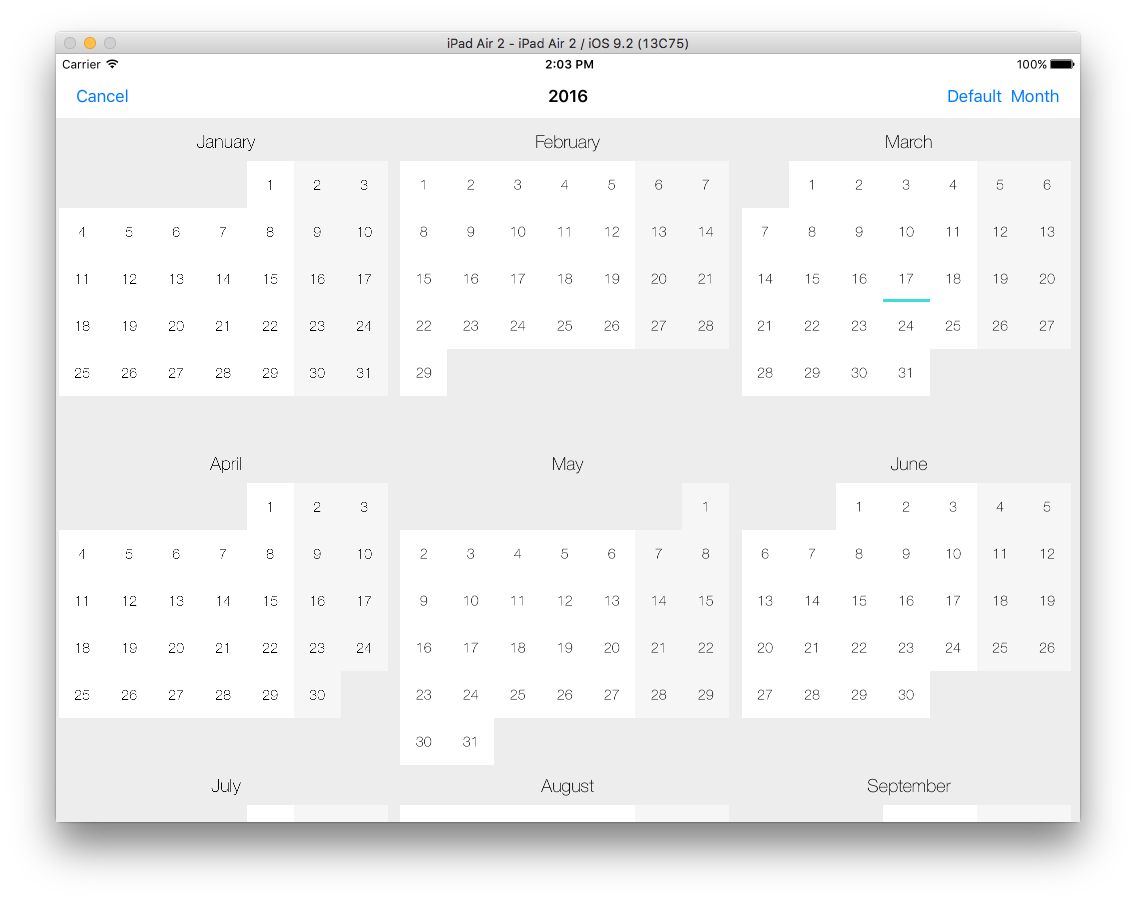 iPad Air 2 - iPad Air 2 / iOS 9.2 (13C75)
Carrier 2:03 PM 100%
Cancel 2016 Default Month
January February March
1 2 3 1 2 3 4 5 6 7 1 2 3 4 5 6
4 5 6 7 8 9 10 8 9 10 11 12 13 14 7 8 9 10 11 12 13
11 12 13 14 15 16 17 15 16 17 18 19 20 21 14 15 16 17 18 19 20
18 19 20 21 22 23 24 22 23 24 25 26 27 28 21 22 23 24 25 26 27
25 26 27 28 29 30 31 29 28 29 30 31
April May June
1 2 3 1 1 2 3 4 5
4 5 6 7 8 9 10 2 3 4 5 6 7 8 6 7 8 9 10 11 12
11 12 13 14 15 16 17 9 10 11 12 13 14 15 13 14 15 16 17 18 19
18 19 20 21 22 23 24 16 17 18 19 20 21 22 20 21 22 23 24 25 26
25 26 27 28 29 30 23 24 25 26 27 28 29 27 28 29 30
30 31
July August September